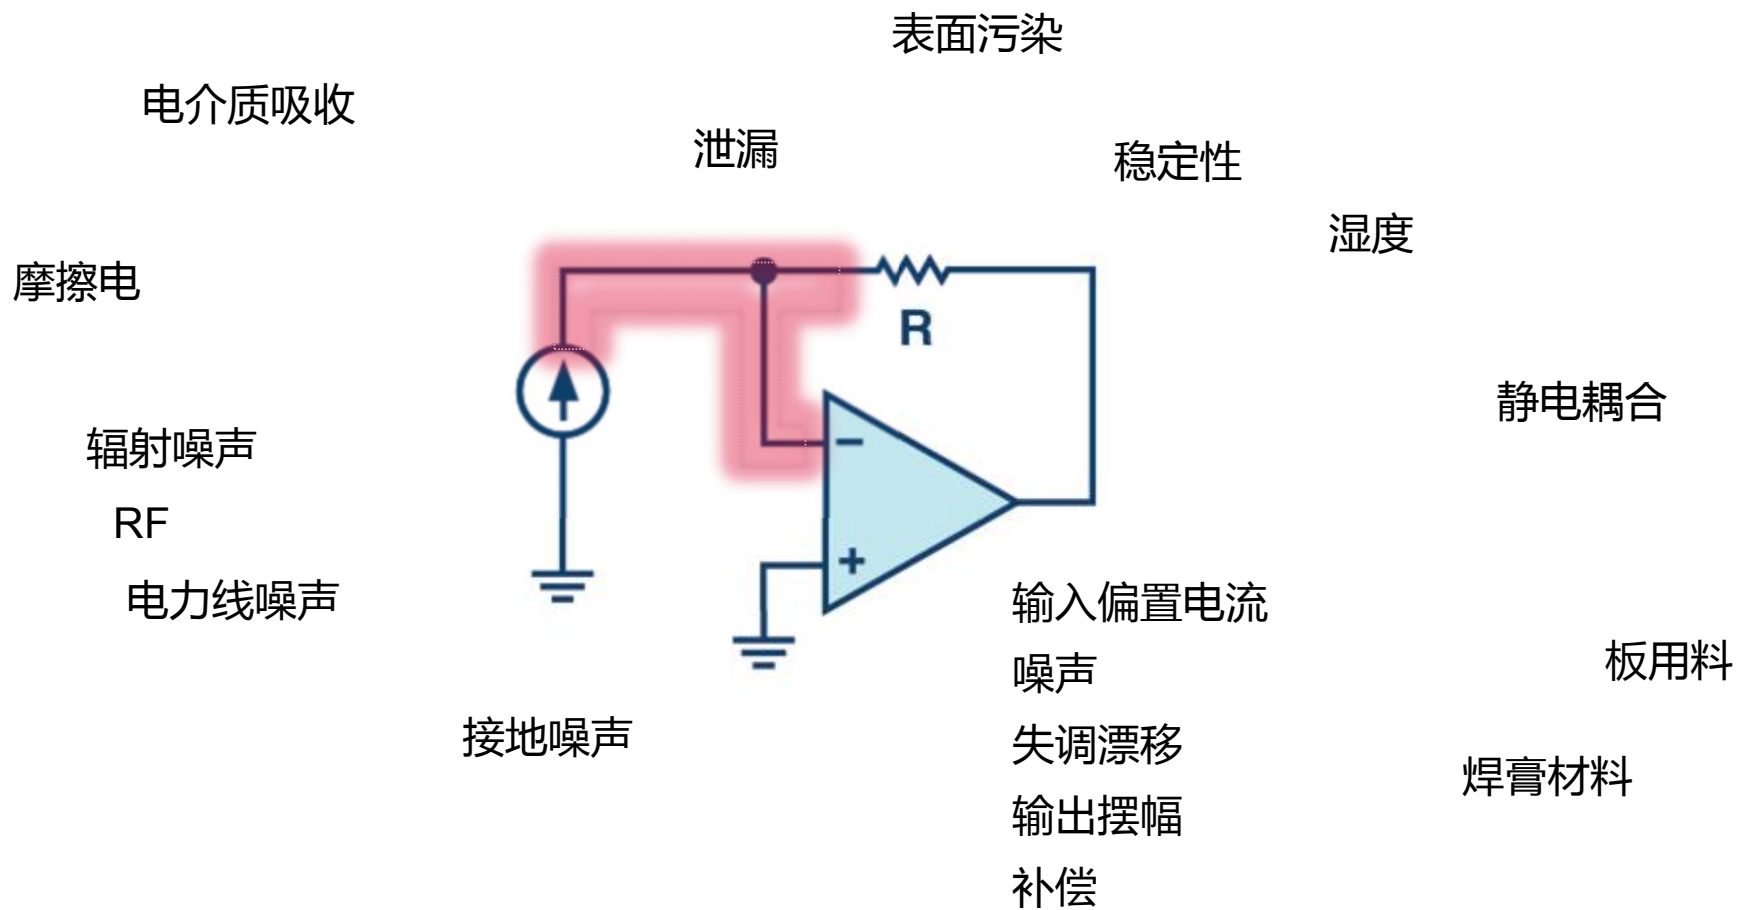 表面污染
电介质吸收
泄漏
稳定性
湿度
摩擦电
R
静电耦合
辐射噪声
−
RF
+
电力线噪声
输入偏置电流
噪声
板用料
接地噪声
失调漂移
焊膏材料
输出摆幅
补偿